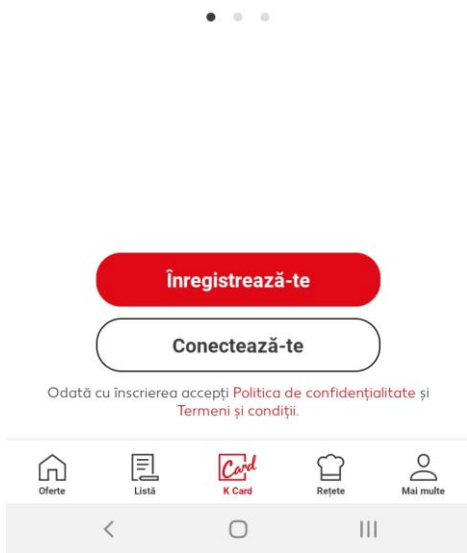 Înregistrează-te
Conectează-te
Odată cu înscrierea accepți Politica de confidențialitate și
Termeni și condiții.
Card
Oferte Listă K Card Rețete Mai multe